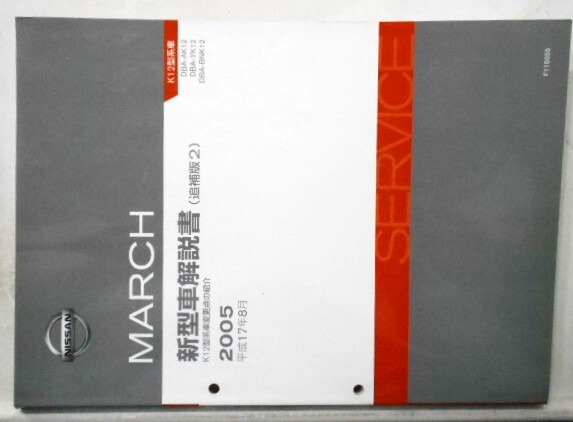 K12型系車
DBA-AK12
DBA-YK12
DBA-BNK12
F116055
NISSAN
MARCH
新型車解説書（追補版2）
K12型系車変更点の紹介
2005
平成17年8月
SERVICE